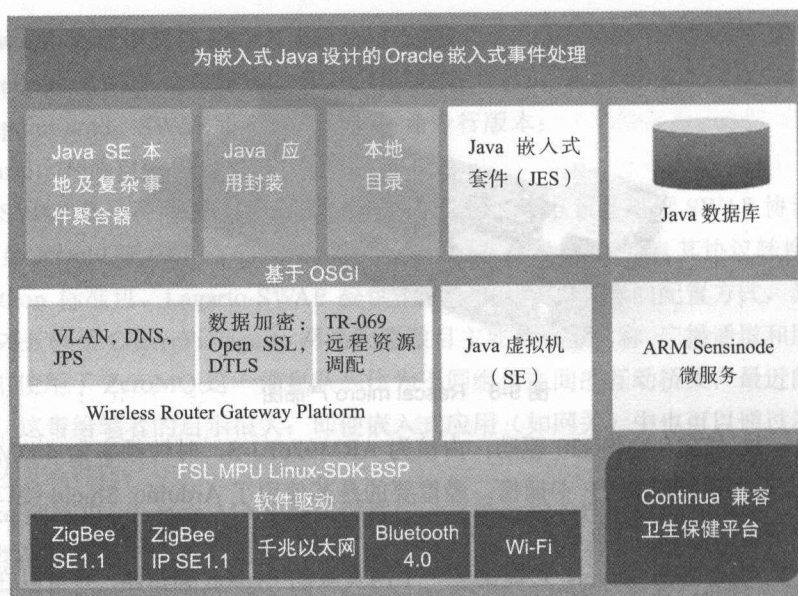 为嵌入式 Java 设计的 Oracle 嵌入式事件处理
Java SE 本
地及复杂事
件聚合器
Java 应
用封装
本地
目录
Java 嵌入式
套件（JES）
Java 数据库
基于 OSGI
VLAN, DNS,
JPS
数据加密：
Open SSL,
DTLS
TR-069
远程资源
调配
Wireless Router Gateway Platiorm
Java 虚拟机
（SE）
ARM Sensinode
微服务
FSL MPU Linux-SDK BSP
软件驱动
ZigBee
SE1.1
ZigBee
IP SE1.1
千兆以太网
Bluetooth
4.0
Wi-Fi
Continua 兼容
卫生保健平台